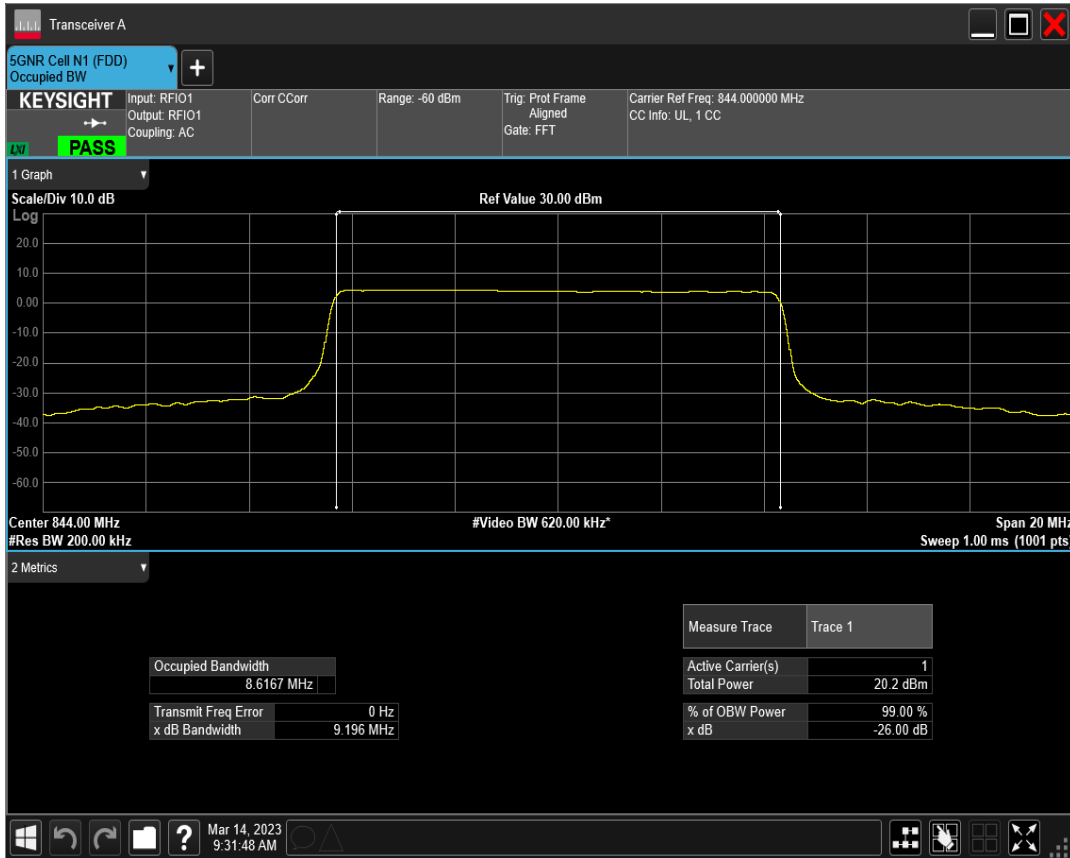 Transceiver A
5GNR Cell N1 (FDD)
Occupied BW
+
KEYSIGHT
LXI
PASS
Input: RFIO1
Output: RFIO1
Coupling: AC
Corr CCorr
Range: -60 dBm
Trig: Prot Frame
Aligned
Gate: FFT
Carrier Ref Freq: 844.000000 MHz
CC Info: UL, 1 CC
1 Graph
Scale/Div 10.0 dB
Ref Value 30.00 dBm
Log
20.0
10.0
0.00
-10.0
-20.0
-30.0
-40.0
-50.0
-60.0
Center 844.00 MHz
#Video BW 620.00 kHz*
Span 20 MHz
#Res BW 200.00 kHz
Sweep 1.00 ms (1001 pts)
2 Metrics
Measure Trace Trace 1
Occupied Bandwidth
8.6167 MHz
Active Carrier(s) 1
Total Power 20.2 dBm
Transmit Freq Error 0 Hz
x dB Bandwidth 9.196 MHz
% of OBW Power 99.00 %
x dB -26.00 dB
?
Mar 14, 2023
9:31:48 AM